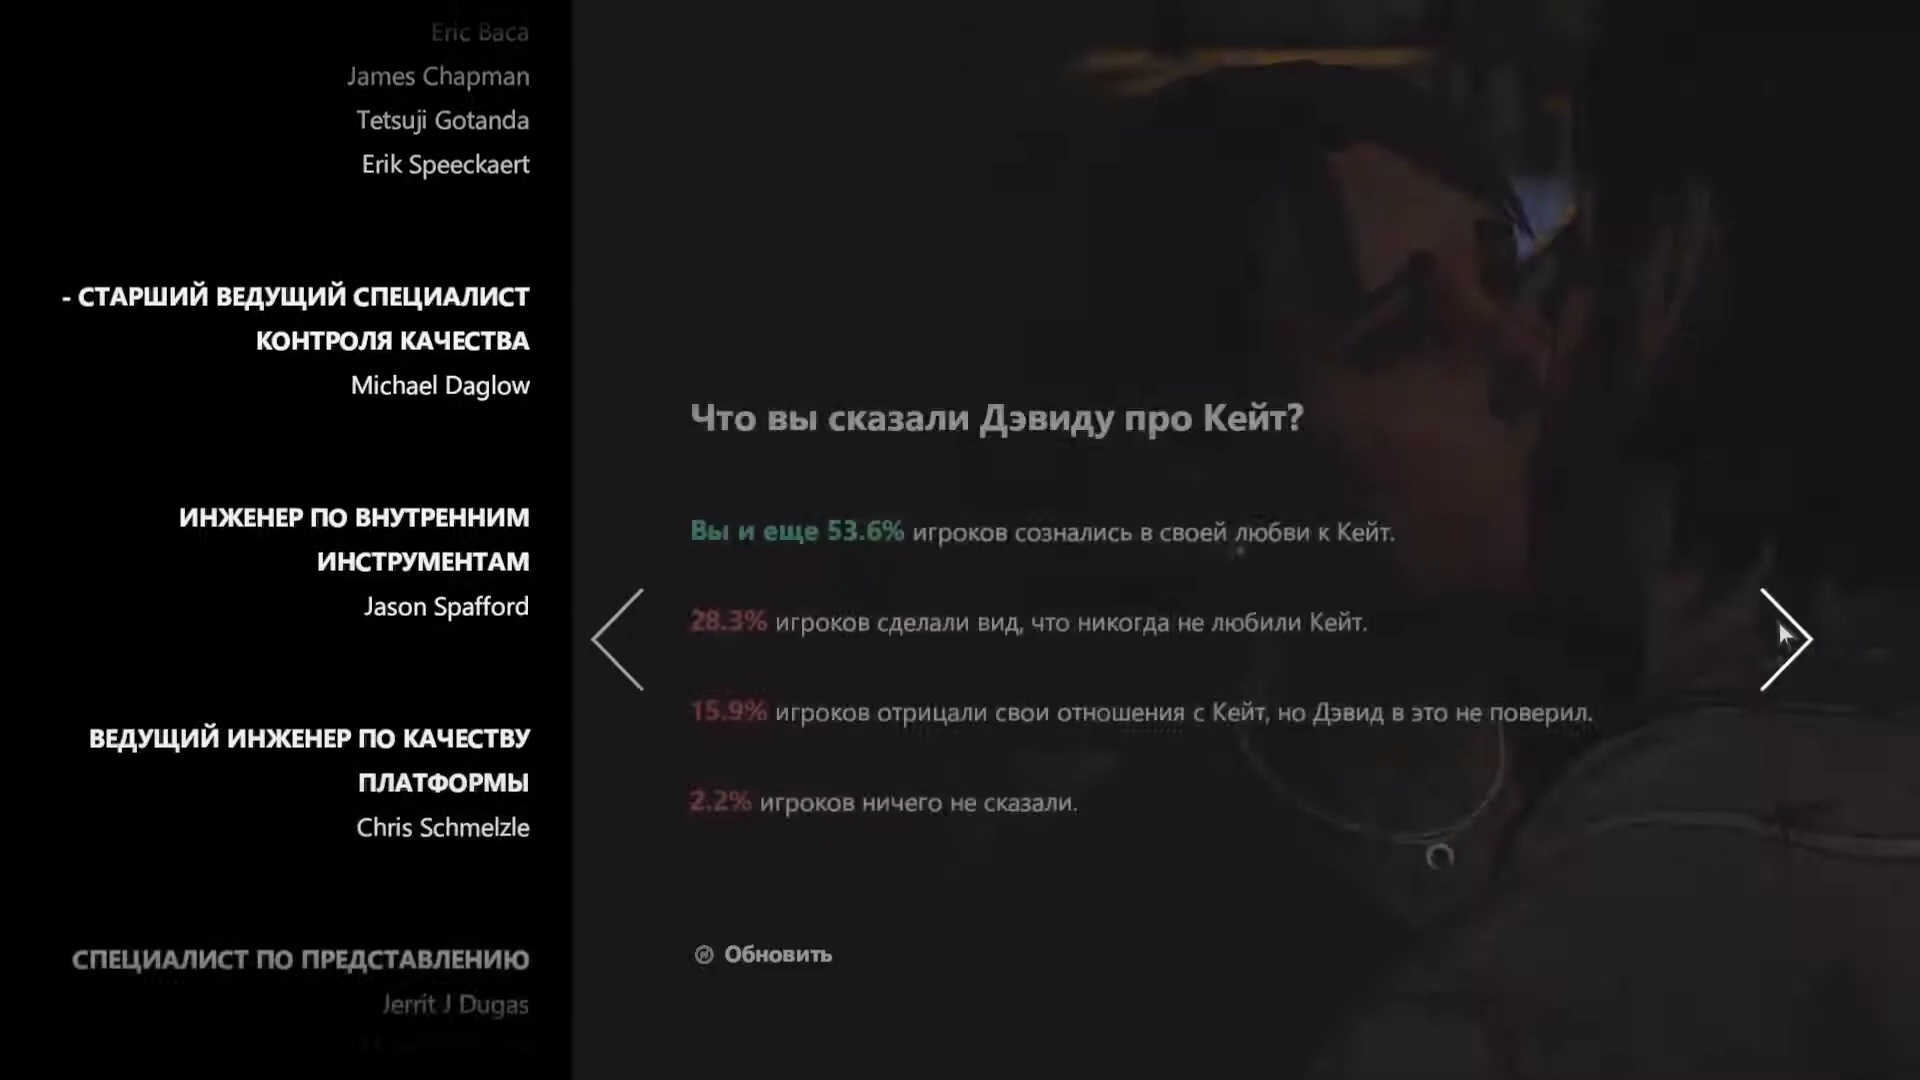 Eric Baca
James Chapman
Tetsuji Gotanda
Erik Speeckaert
- СТАРШИЙ ВЕДУЩИЙ СПЕЦИАЛИСТ
КОНТРОЛЯ КАЧЕСТВА
Michael Daglow
ИНЖЕНЕР ПО ВНУТРЕННИМ
ИНСТРУМЕНТАМ
Jason Spafford
ВЕДУЩИЙ ИНЖЕНЕР ПО КАЧЕСТВУ
ПЛАТФОРМЫ
Chris Schmelzle
СПЕЦИАЛИСТ ПО ПРЕДСТАВЛЕНИЮ
Jerrit J Dugas
Что вы сказали Дэвиду про Кейт?
Вы и еще 53.6% игроков сознались в своей любви к Кейт.
28.3% игроков сделали вид, что никогда не любили Кейт.
15.9% игроков отрицали свои отношения с Кейт, но Дэвид в это не поверил.
2.2% игроков ничего не сказали.
Обновить